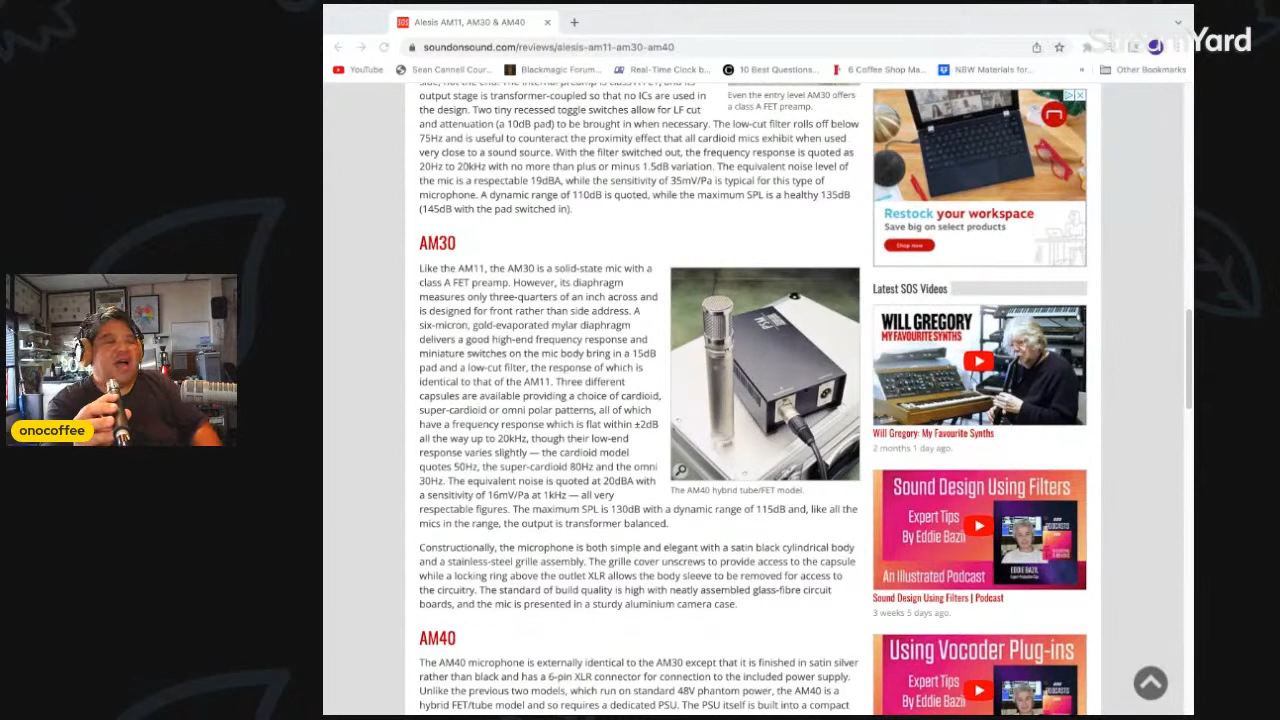 Alesis AM11, AM30 & AM40
StreamYard
soundonsound.com/reviews/alesis-am11-am30-am40
YouTube
Sean Cannell Cour...
Blackmagic Forum...
Real-Time Clock b...
10 Best Questions...
6 Coffee Shop Ma...
NBW Materials for...
Other Bookmarks
output stage is transformer-coupled so that no ICs are used in
the design. Two tiny recessed toggle switches allow for LF cut
and attenuation (a 10dB pad) to be brought in when necessary. The low-cut filter rolls off below
75Hz and is useful to counteract the proximity effect that all cardioid mics exhibit when used
very close to a sound source. With the filter switched out, the frequency response is quoted as
20Hz to 20kHz with no more than plus or minus 1.5dB variation. The equivalent noise level of
the mic is a respectable 19dBA, while the sensitivity of 35mV/Pa is typical for this type of
microphone. A dynamic range of 110dB is quoted, while the maximum SPL is a healthy 135dB
(145dB with the pad switched in).
Even the entry level AM30 offers
a class A FET preamp.
AM30
Like the AM11, the AM30 is a solid-state mic with a
class A FET preamp. However, its diaphragm
measures only three-quarters of an inch across and
is designed for front rather than side address. A
six-micron, gold-evaporated mylar diaphragm
delivers a good high-end frequency response and
miniature switches on the mic body bring in a 15dB
pad and a low-cut filter, the response of which is
identical to that of the AM11. Three different
capsules are available providing a choice of cardioid,
super-cardioid or omni polar patterns, all of which
have a frequency response which is flat within ±2dB
all the way up to 20kHz, though their low-end
response varies slightly — the cardioid model
quotes 50Hz, the super-cardioid 80Hz and the omni
30Hz. The equivalent noise is quoted at 20dBA with
a sensitivity of 16mV/Pa at 1kHz — all very
respectable figures. The maximum SPL is 130dB with a dynamic range of 115dB and, like all the
mics in the range, the output is transformer balanced.
The AM40 hybrid tube/FET model.
Constructionally, the microphone is both simple and elegant with a satin black cylindrical body
and a stainless-steel grille assembly. The grille cover unscrews to provide access to the capsule
while a locking ring above the outlet XLR allows the body sleeve to be removed for access to
the circuitry. The standard of build quality is high with neatly assembled glass-fibre circuit
boards, and the mic is presented in a sturdy aluminium camera case.
AM40
The AM40 microphone is externally identical to the AM30 except that it is finished in satin silver
rather than black and has a 6-pin XLR connector for connection to the included power supply.
Unlike the previous two models, which run on standard 48V phantom power, the AM40 is a
hybrid FET/tube model and so requires a dedicated PSU. The PSU itself is built into a compact
Restock your workspace
Save big on select products
Shop now
Latest SOS Videos
WILL GREGORY
MY FAVOURITE SYNTHS
Will Gregory: My Favourite Synths
2 months 1 day ago.
Sound Design Using Filters
Expert Tips
By Eddie Bazil
PODCASTS
EDDIE BAZIL
An Illustrated Podcast
Sound Design Using Filters | Podcast
3 weeks 5 days ago.
Using Vocoder Plug-ins
Expert Tips
By Eddie Bazil
onocoffee